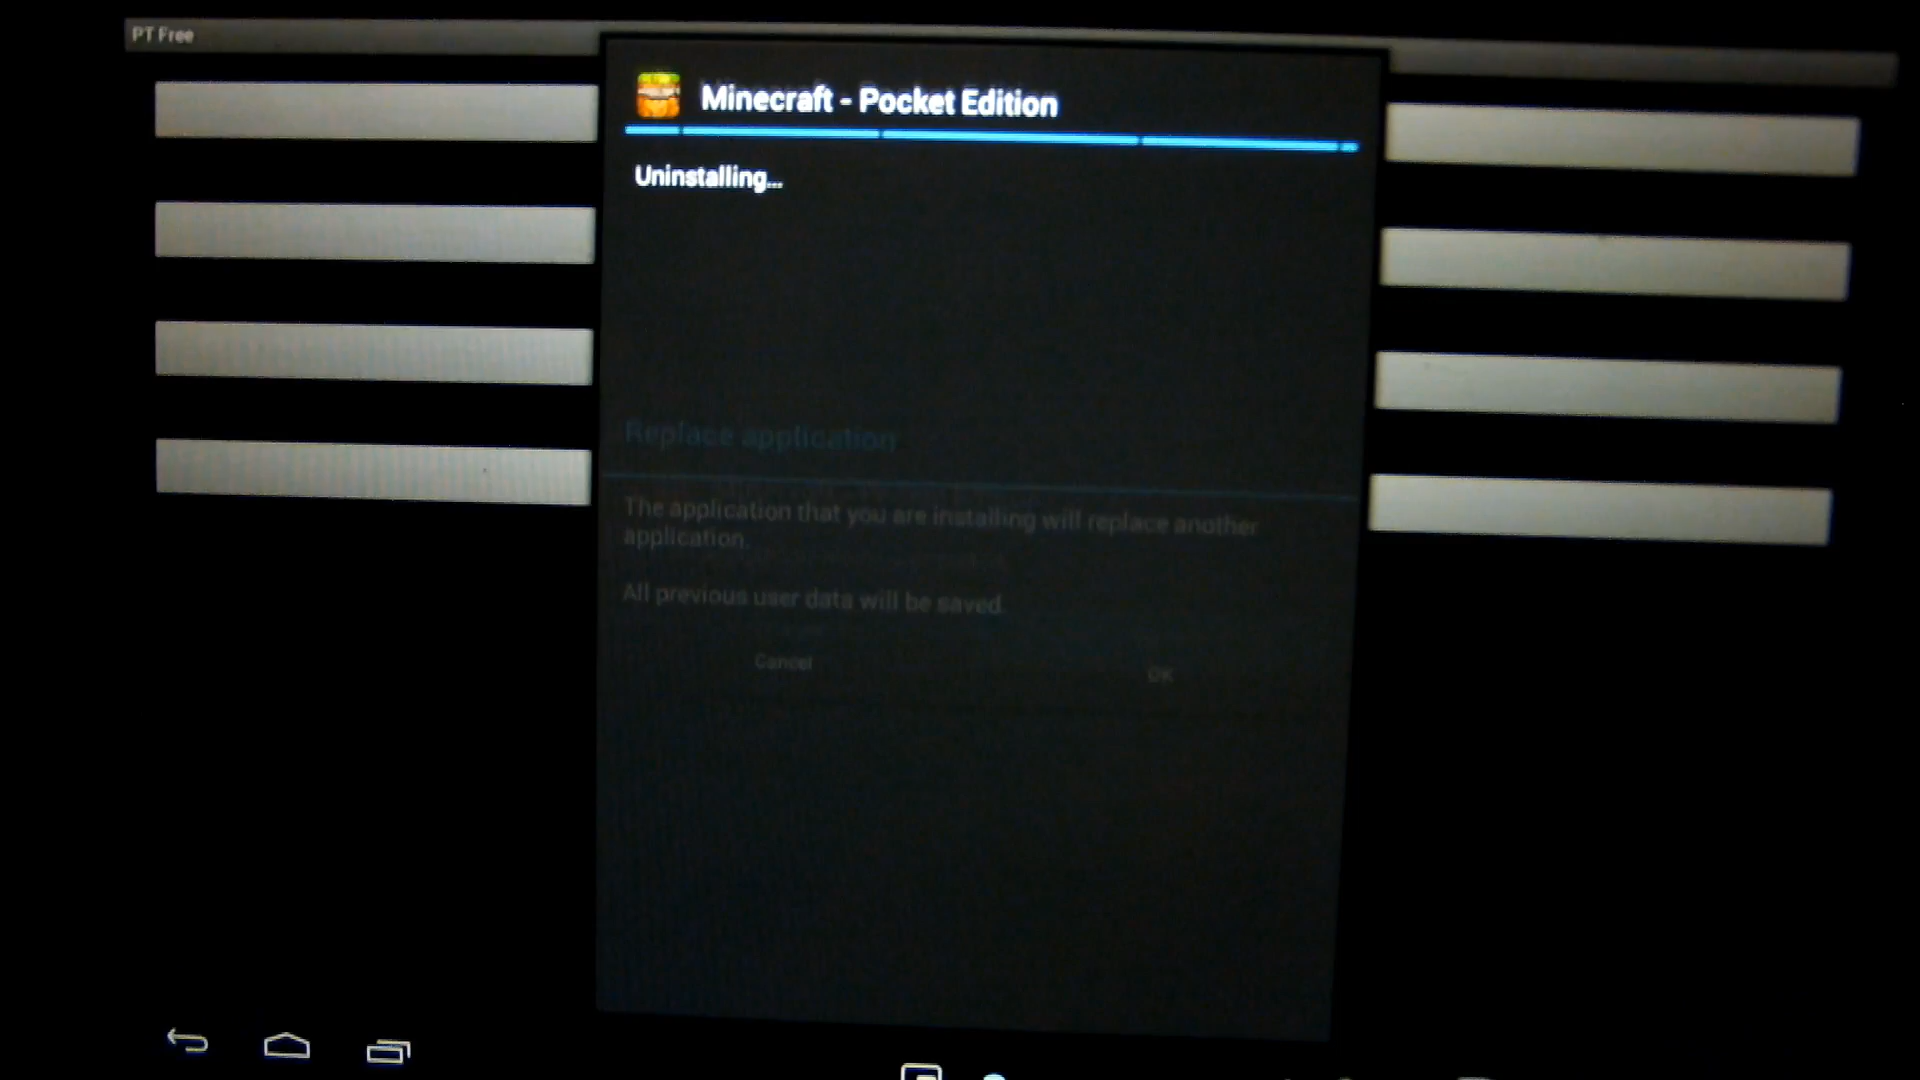 PT Free
Minecraft - Pocket Edition
Uninstalling...
Replace application
The application that you are installing will replace another
application.
All previous user data will be saved.
Cancel
OK